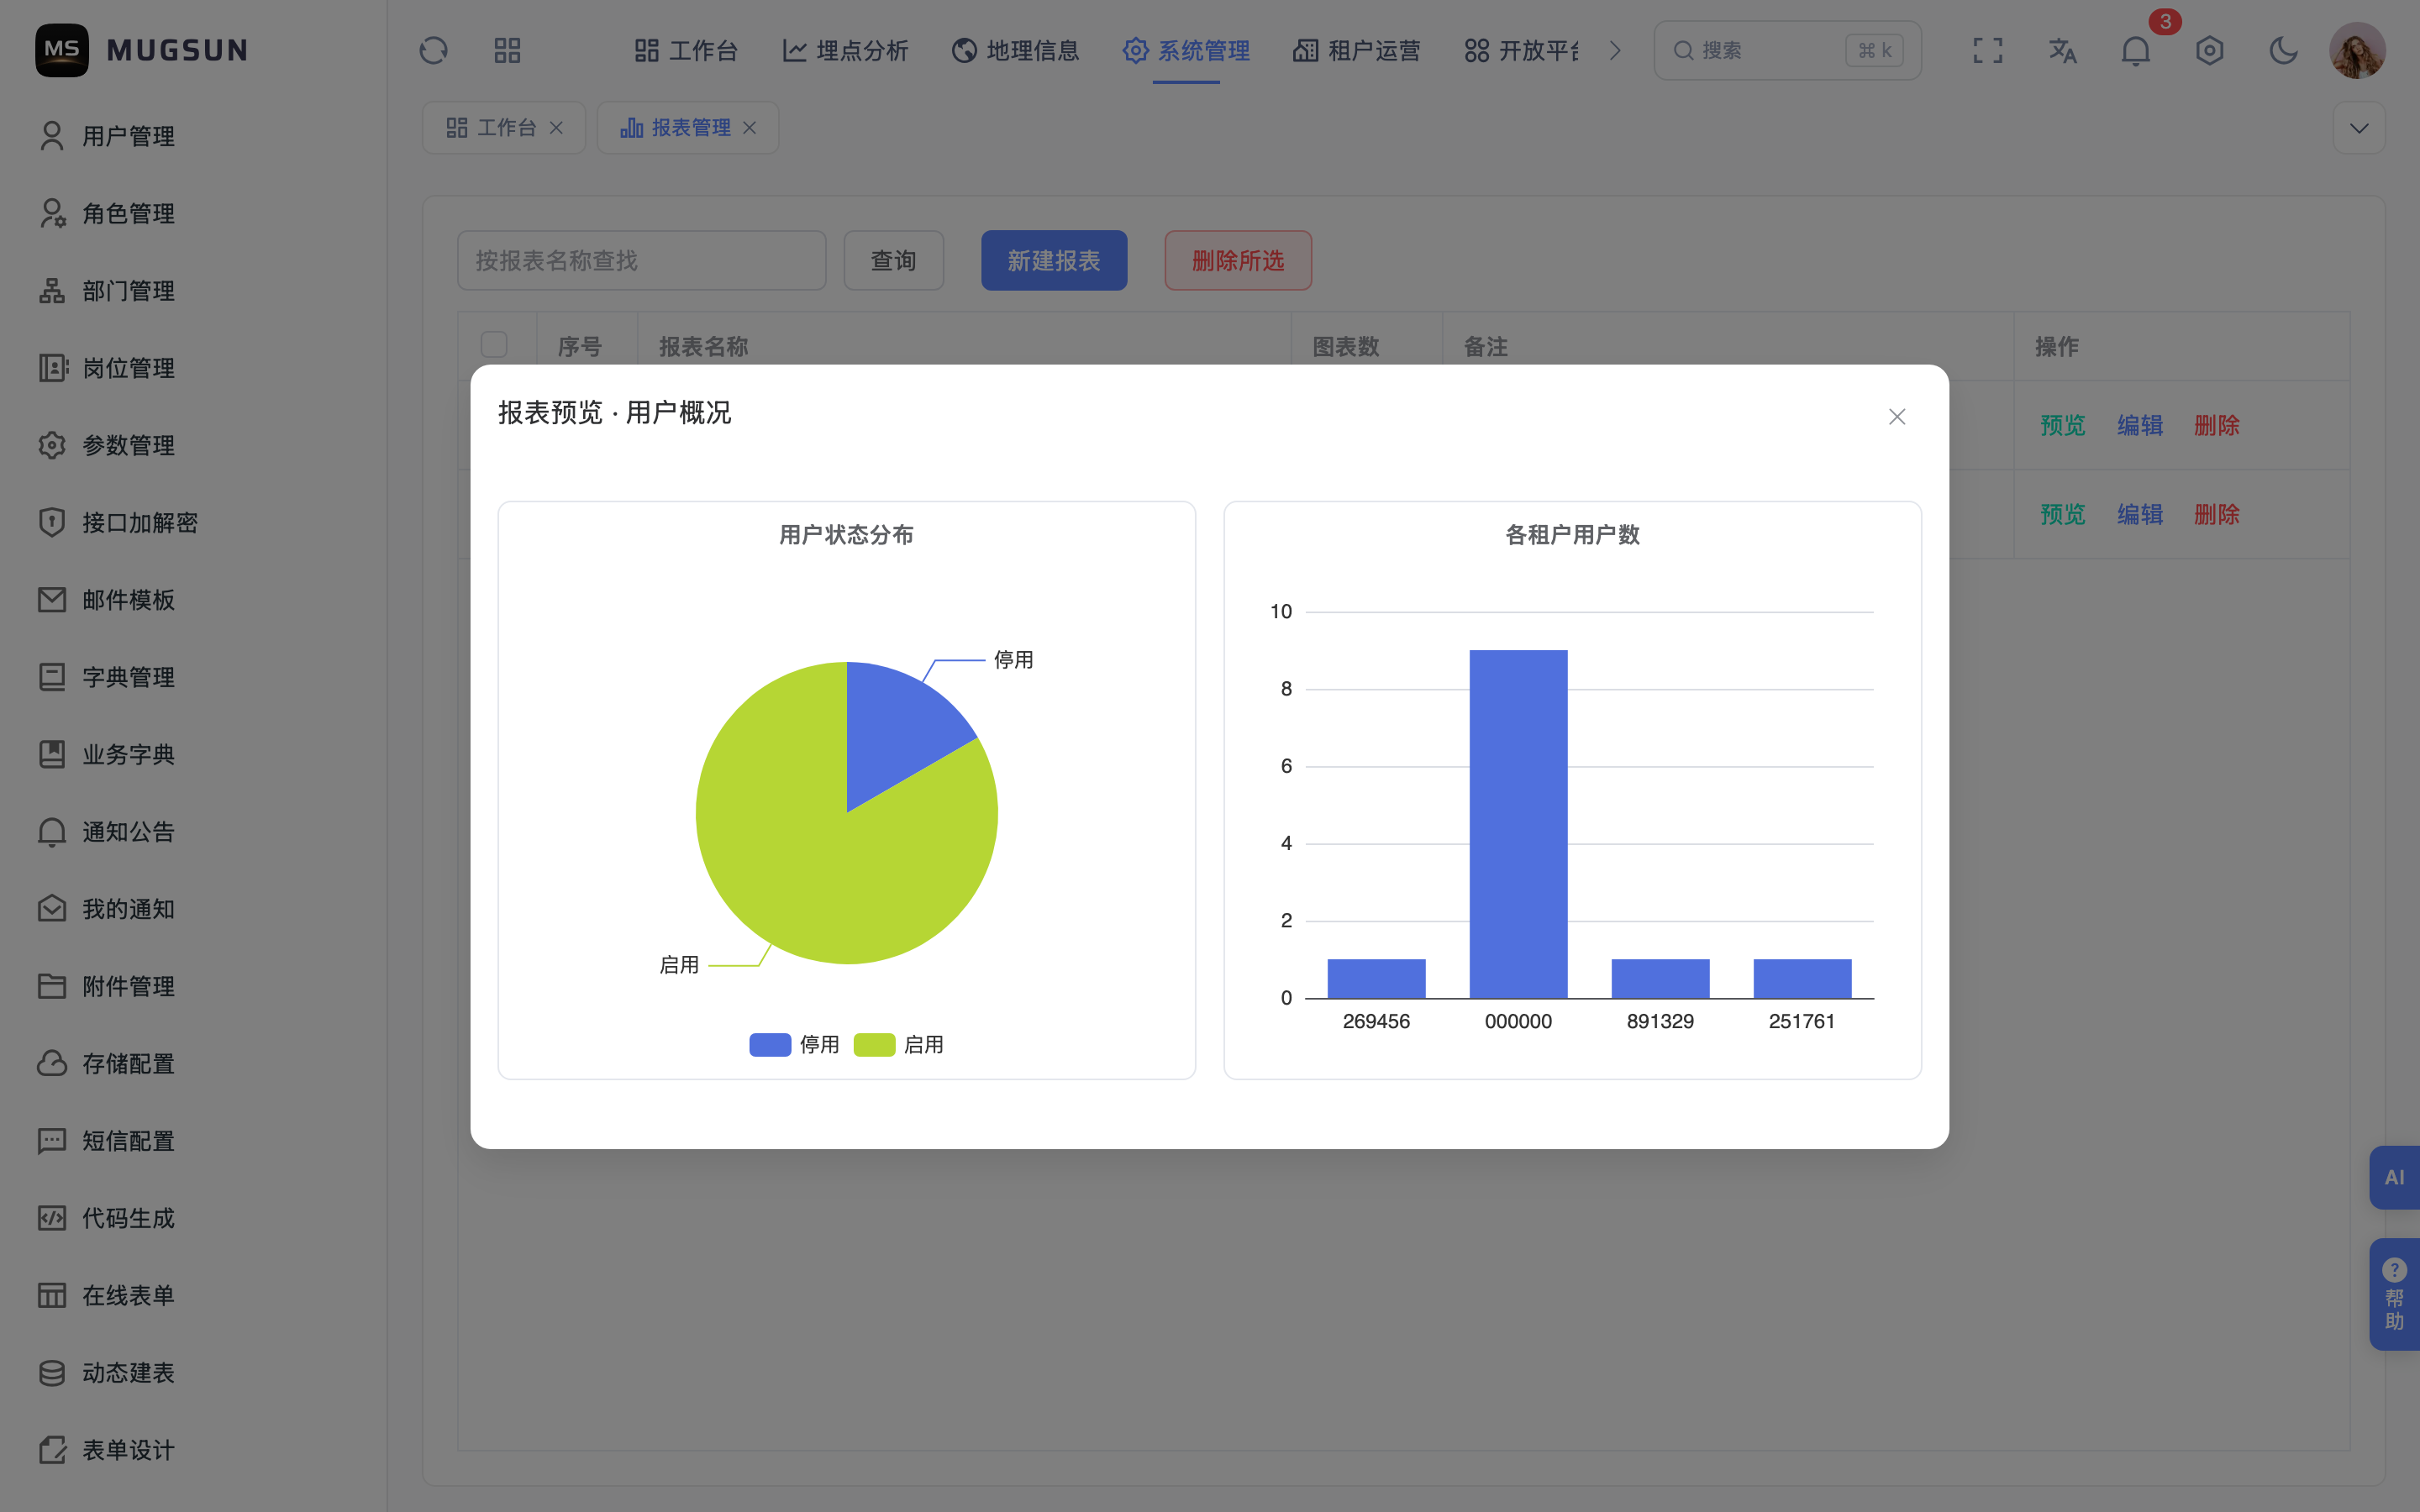 MS MUGSUN
工作台 埋点分析 地理信息 系统管理 租户运营 开放平台 搜索 ⌘ k 3
工作台 报表管理
用户管理
角色管理
部门管理
岗位管理
参数管理
接口加解密
邮件模板
字典管理
业务字典
通知公告
我的通知
附件管理
存储配置
短信配置
代码生成
在线表单
动态建表
表单设计
按报表名称查找 查询 新建报表 删除所选
序号 报表名称 图表数 备注 操作
预览 编辑 删除
预览 编辑 删除
报表预览 · 用户概况
用户状态分布
停用
启用
停用 启用
各租户用户数
10
8
6
4
2
0
269456 000000 891329 251761
AI
?
帮
助